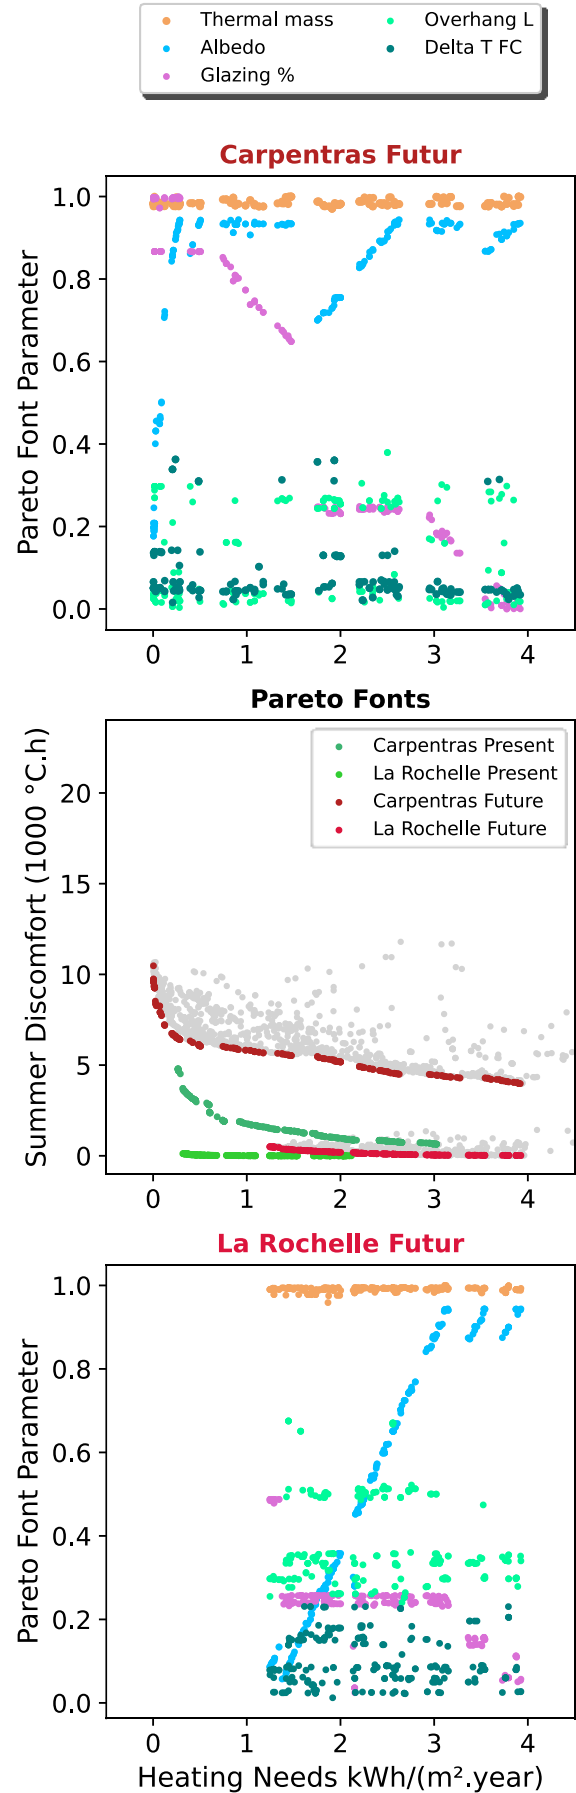 Thermal mass
Albedo
Glazing %
Overhang L
Delta T FC
Carpentras Futur
Pareto Font Parameter
1.0
0.8
0.6
0.4
0.2
0.0
0 1 2 3 4
Pareto Fonts
Carpentras Present
La Rochelle Present
Carpentras Future
La Rochelle Future
Summer Discomfort (1000 °C.h)
20
15
10
5
0
0 1 2 3 4
La Rochelle Futur
Pareto Font Parameter
1.0
0.8
0.6
0.4
0.2
0.0
0 1 2 3 4
Heating Needs kWh/(m².year)